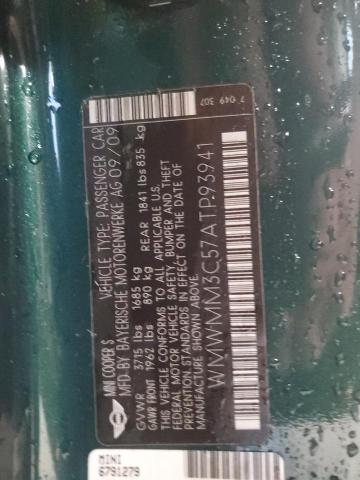 7 049 307
MINI COOPER S VEHICLE TYPE: PASSENGER CAR
MFD-BY BAYERISCHE MOTORENWERKE AG 09/09
GVWR 3715 lbs 1685 kg
GAWR FRONT 1962 lbs 890 kg REAR 1841 lbs 835 kg
THIS VEHICLE CONFORMS TO ALL APPLICABLE U.S.
FEDERAL MOTOR VEHICLE SAFETY, BUMPER AND THEFT
PREVENTION STANDARDS IN EFFECT ON THE DATE OF
MANUFACTURE SHOWN ABOVE.
WMWMM3C57ATP93941
MINI
6791279